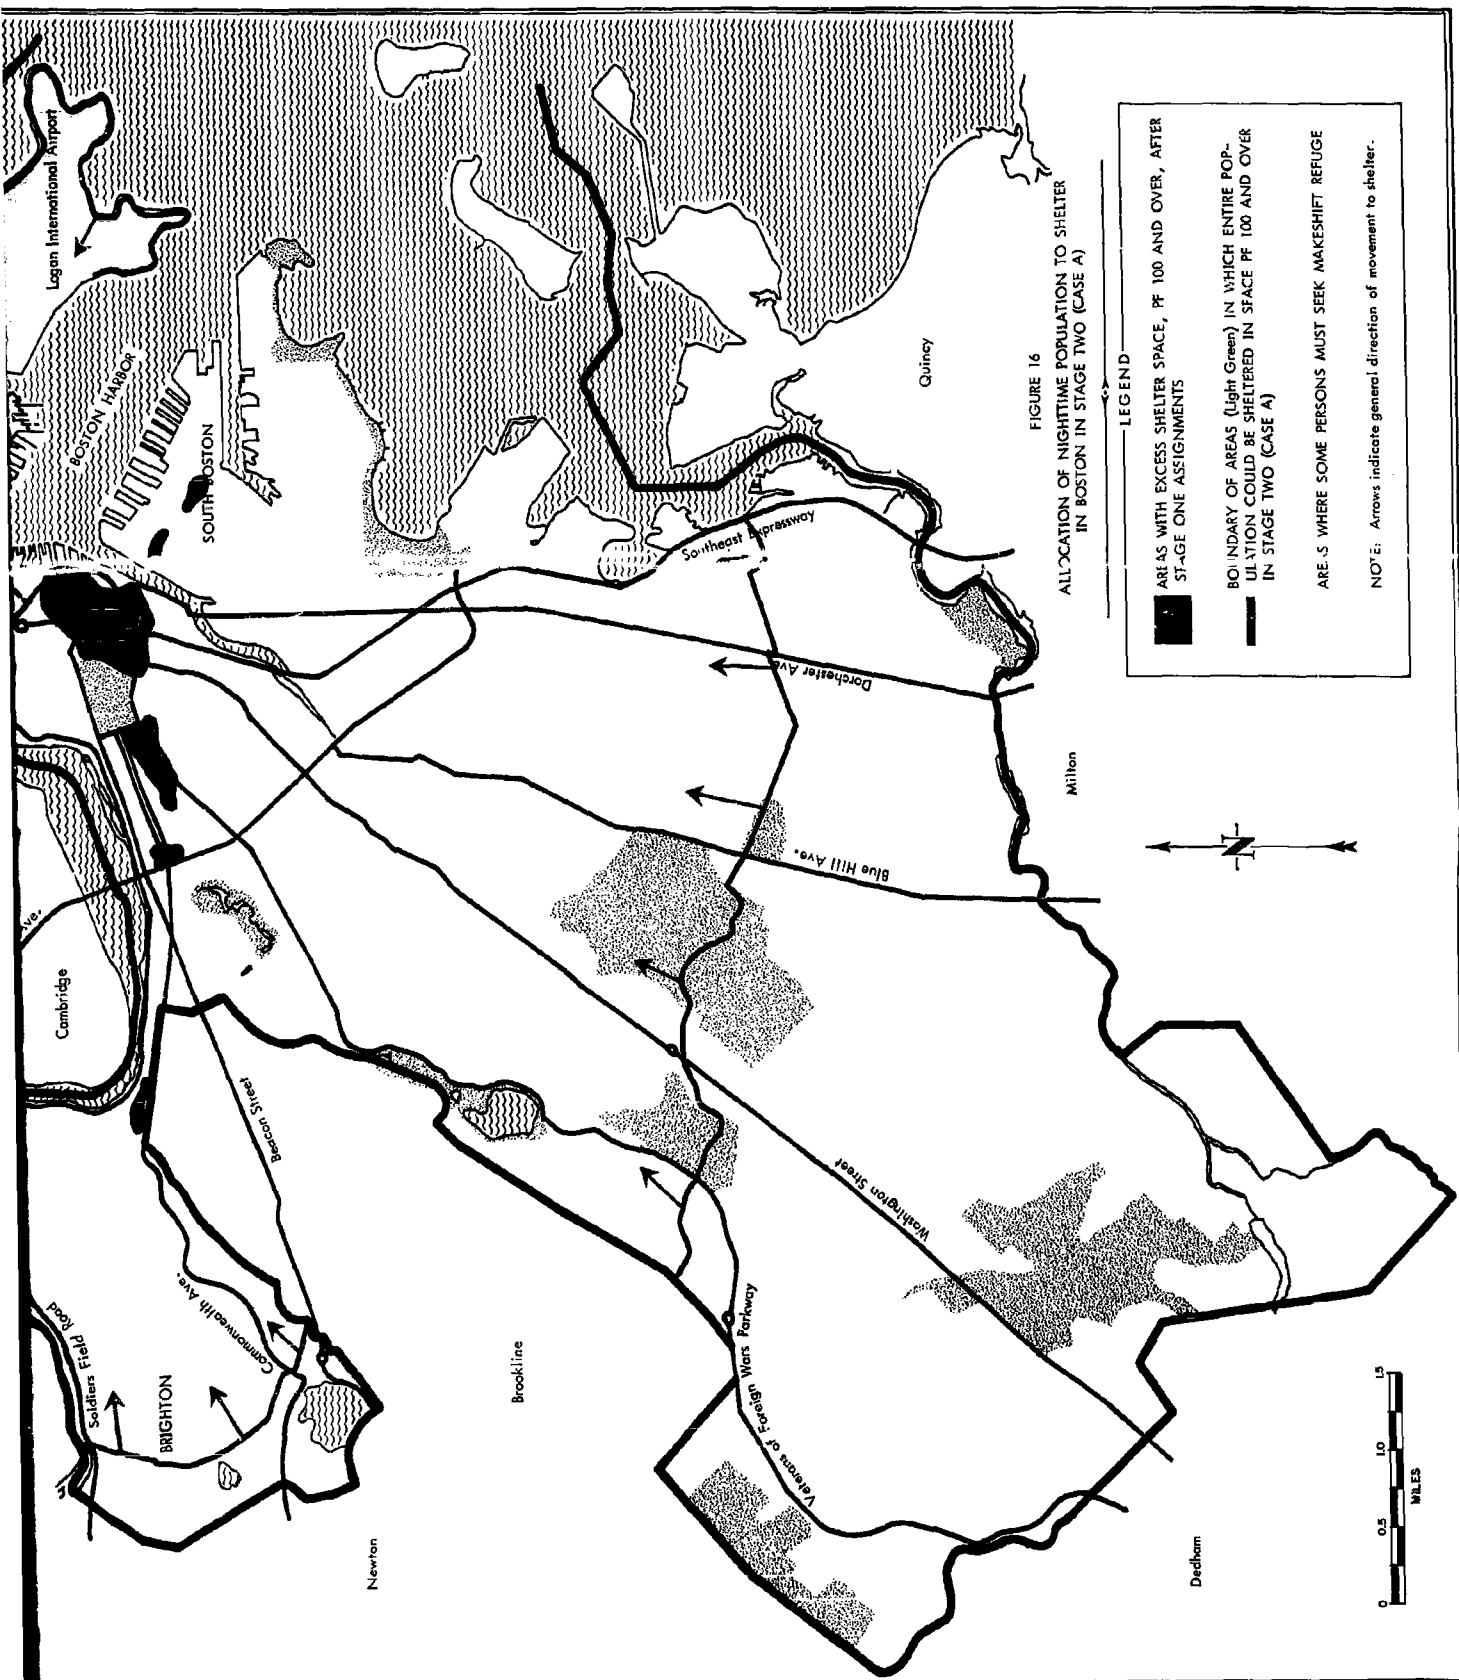 FIGURE 16
ALLOCATION OF NIGHTTIME POPULATION TO SHELTER
IN BOSTON IN STAGE TWO (CASE A)
LEGEND
AREAS WITH EXCESS SHELTER SPACE, PF 100 AND OVER, AFTER
STAGE ONE ASSIGNMENTS
BOUNDARY OF AREAS (Light Green) IN WHICH ENTIRE POP-
ULATION COULD BE SHELTERED IN SPACE PF 100 AND OVER
IN STAGE TWO (CASE A)
AREAS WHERE SOME PERSONS MUST SEEK MAKESHIFT REFUGE
NOTE: Arrows indicate general direction of movement to shelter.
Logan International Airport
BOSTON HARBOR
SOUTH BOSTON
Quincy
Southeast Expressway
Dorchester Ave.
Milton
Blue Hill Ave.
N
Cambridge
Ave.
Beacon Street
Washington Street
Commonwealth Ave.
Soldiers Field Road
BRIGHTON
Brookline
Veterans of Foreign Wars Parkway
Newton
Dedham
0 0.5 1.0 1.5
MILES